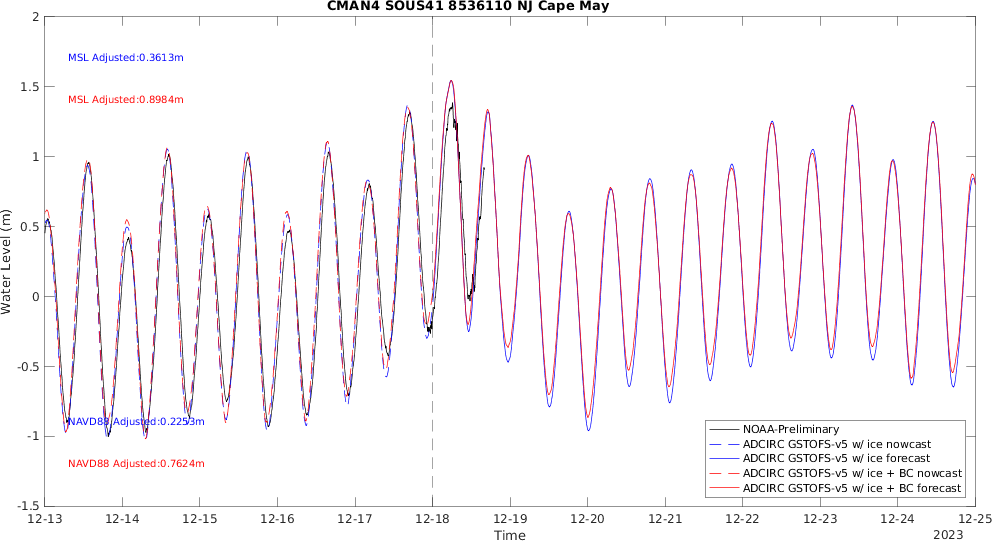 CMAN4 SOUS41 8536110 NJ Cape May
2
1.5
1
0.5
0
-0.5
-1
-1.5
Water Level (m)
MSL Adjusted:0.3613m
MSL Adjusted:0.8984m
NAVD88 Adjusted:0.2253m
NAVD88 Adjusted:0.7624m
NOAA-Preliminary
ADCIRC GSTOFS-v5 w/ ice nowcast
ADCIRC GSTOFS-v5 w/ ice forecast
ADCIRC GSTOFS-v5 w/ ice + BC nowcast
ADCIRC GSTOFS-v5 w/ ice + BC forecast
12-13 12-14 12-15 12-16 12-17 12-18 12-19 12-20 12-21 12-22 12-23 12-24 12-25
Time
2023